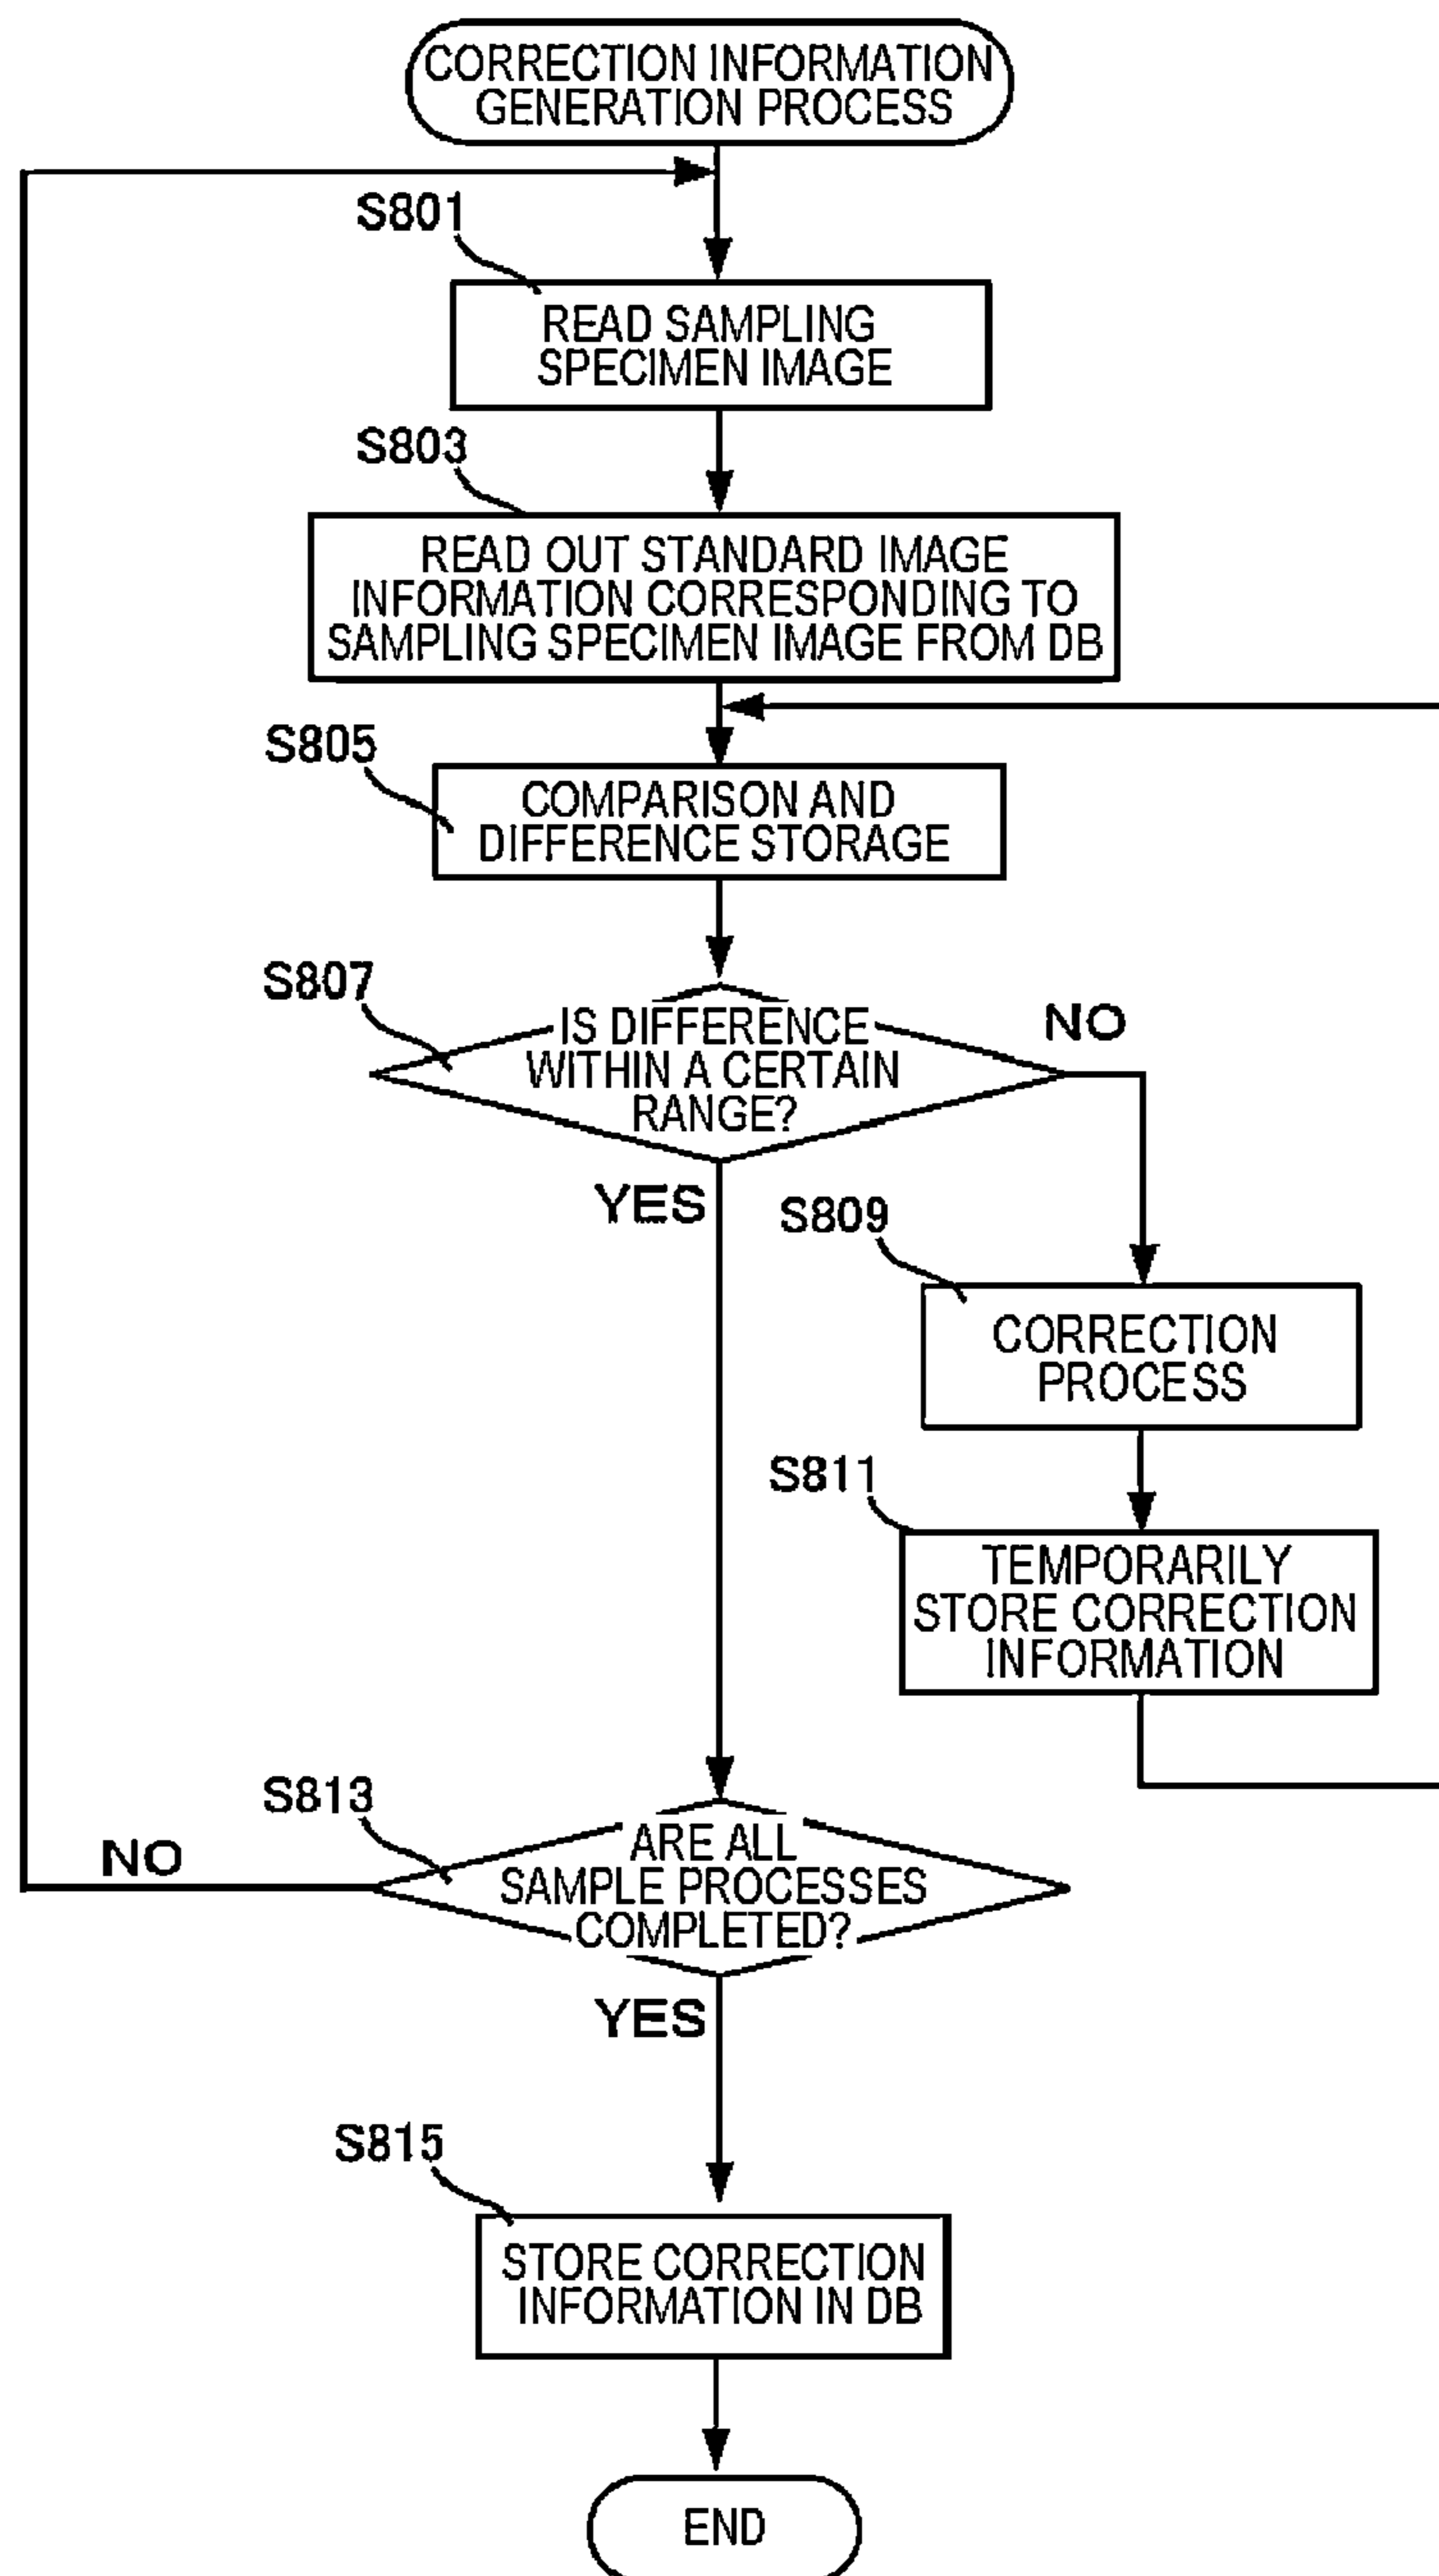 CORRECTION INFORMATION
GENERATION PROCESS
S801
READ SAMPLING
SPECIMEN IMAGE
S803
READ OUT STANDARD IMAGE
INFORMATION CORRESPONDING TO
SAMPLING SPECIMEN IMAGE FROM DB
S805
COMPARISON AND
DIFFERENCE STORAGE
S807
IS DIFFERENCE
WITHIN A CERTAIN
RANGE?
NO
YES
S809
CORRECTION
PROCESS
S811
TEMPORARILY
STORE CORRECTION
INFORMATION
S813
ARE ALL
SAMPLE PROCESSES
COMPLETED?
NO
YES
S815
STORE CORRECTION
INFORMATION IN DB
END